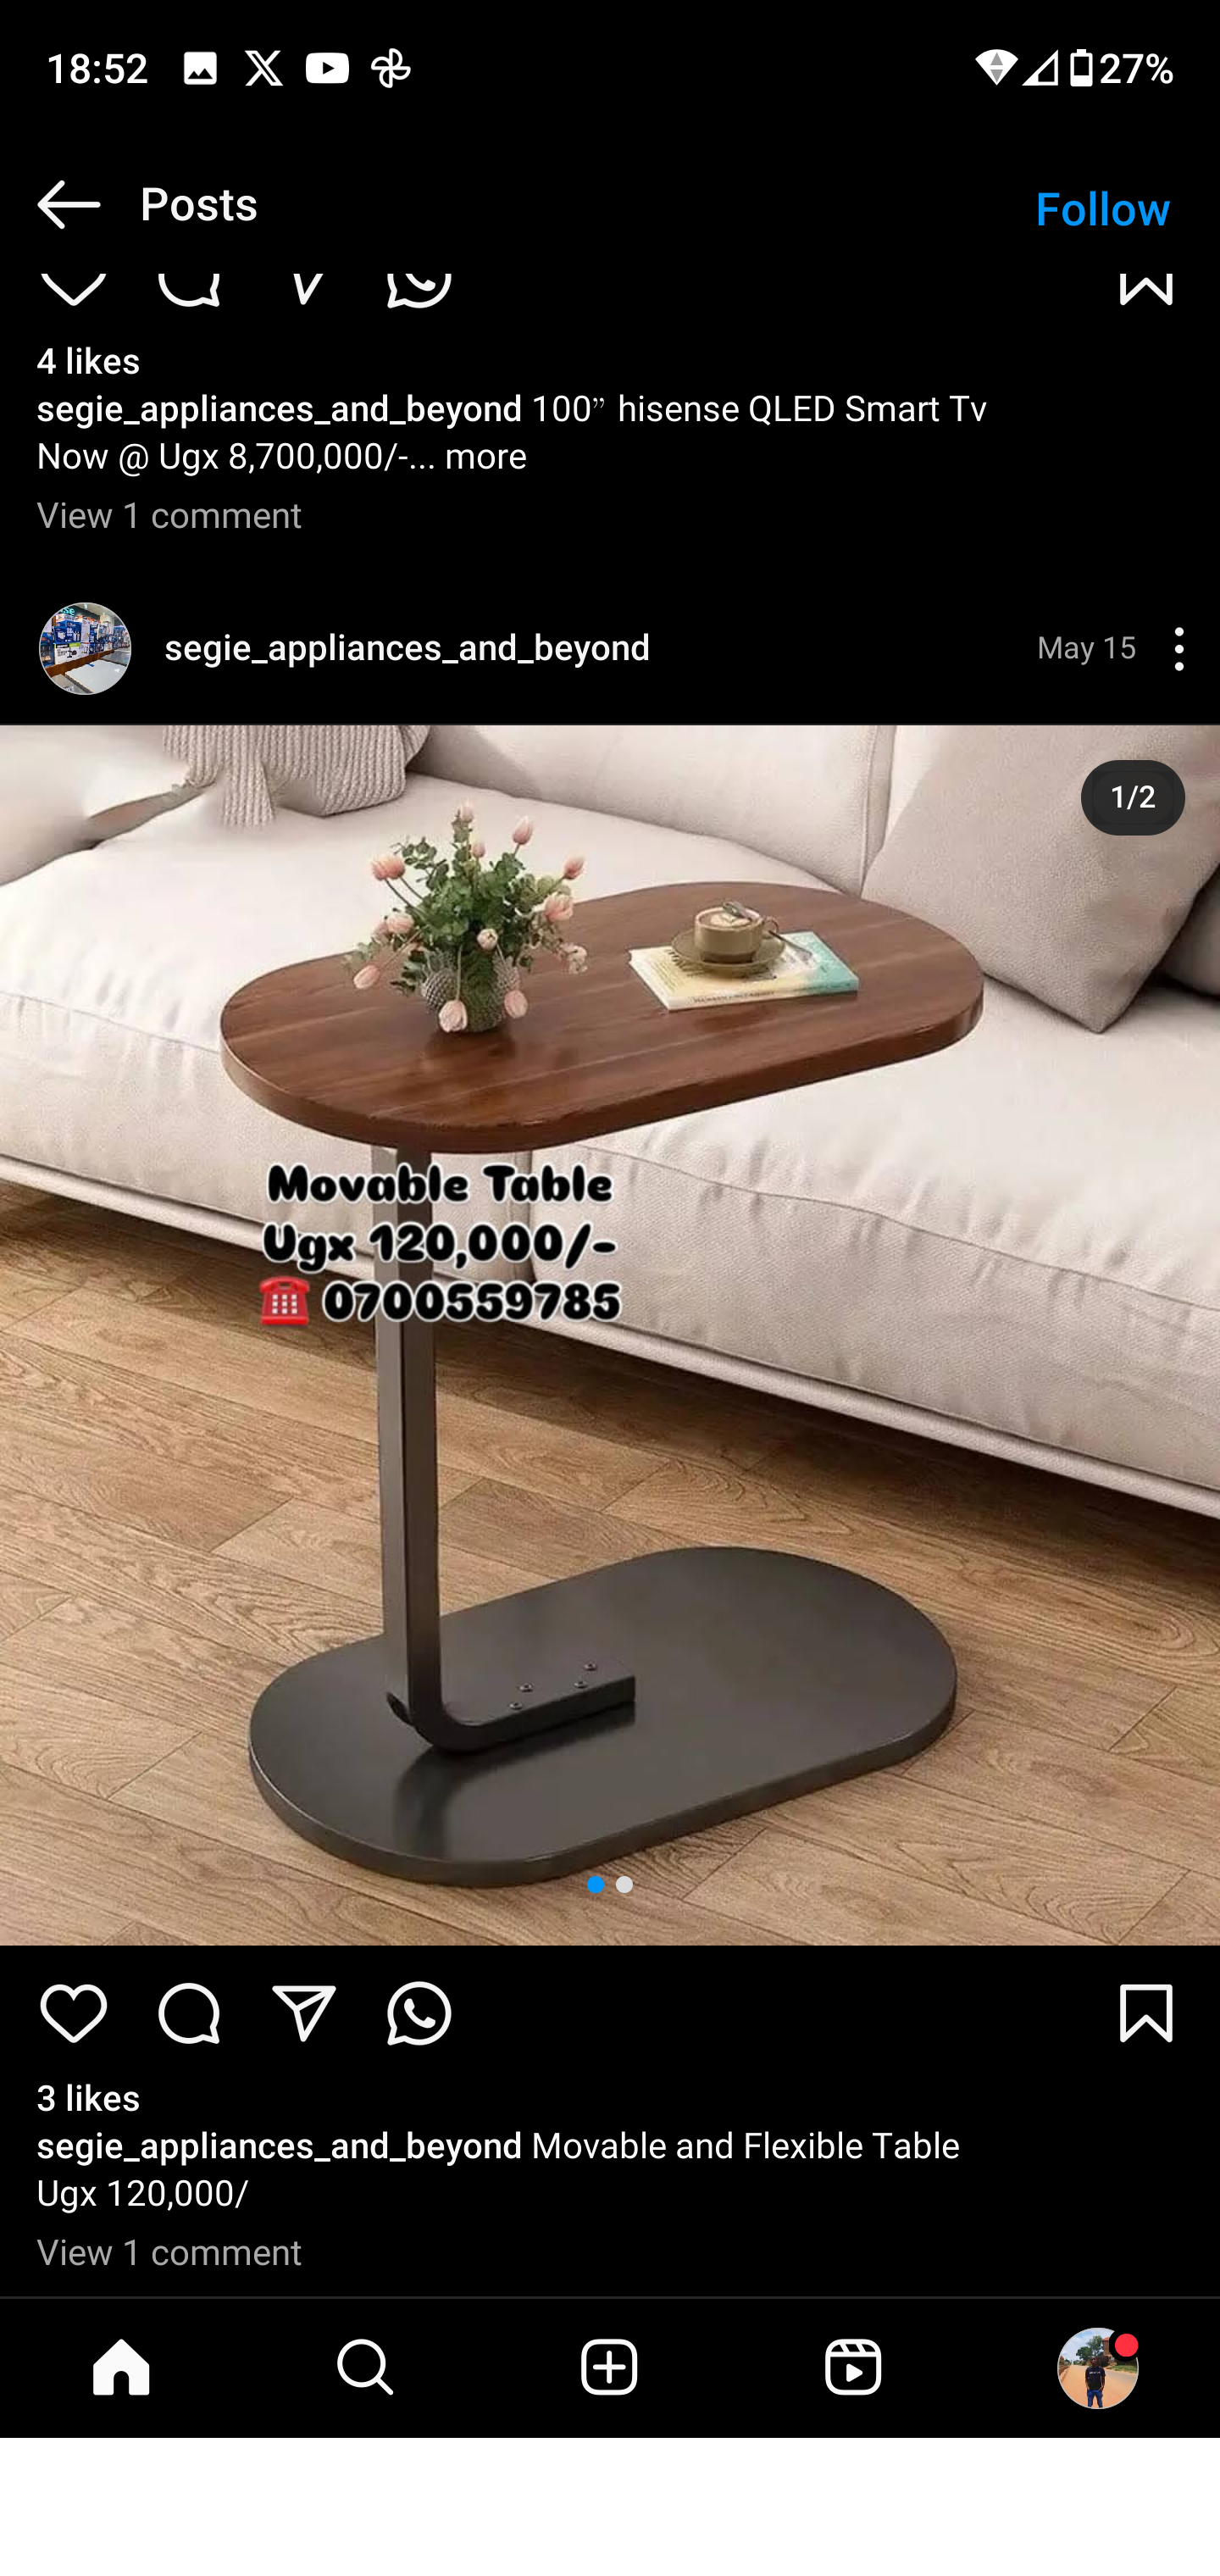 18:52
27%
Posts
Follow
4 likes
segie_appliances_and_beyond 100” hisense QLED Smart Tv
Now @ Ugx 8,700,000/-... more
View 1 comment
segie_appliances_and_beyond
May 15
1/2
Movable Table
Ugx 120,000/-
☎️ 0700559785
3 likes
segie_appliances_and_beyond Movable and Flexible Table
Ugx 120,000/
View 1 comment